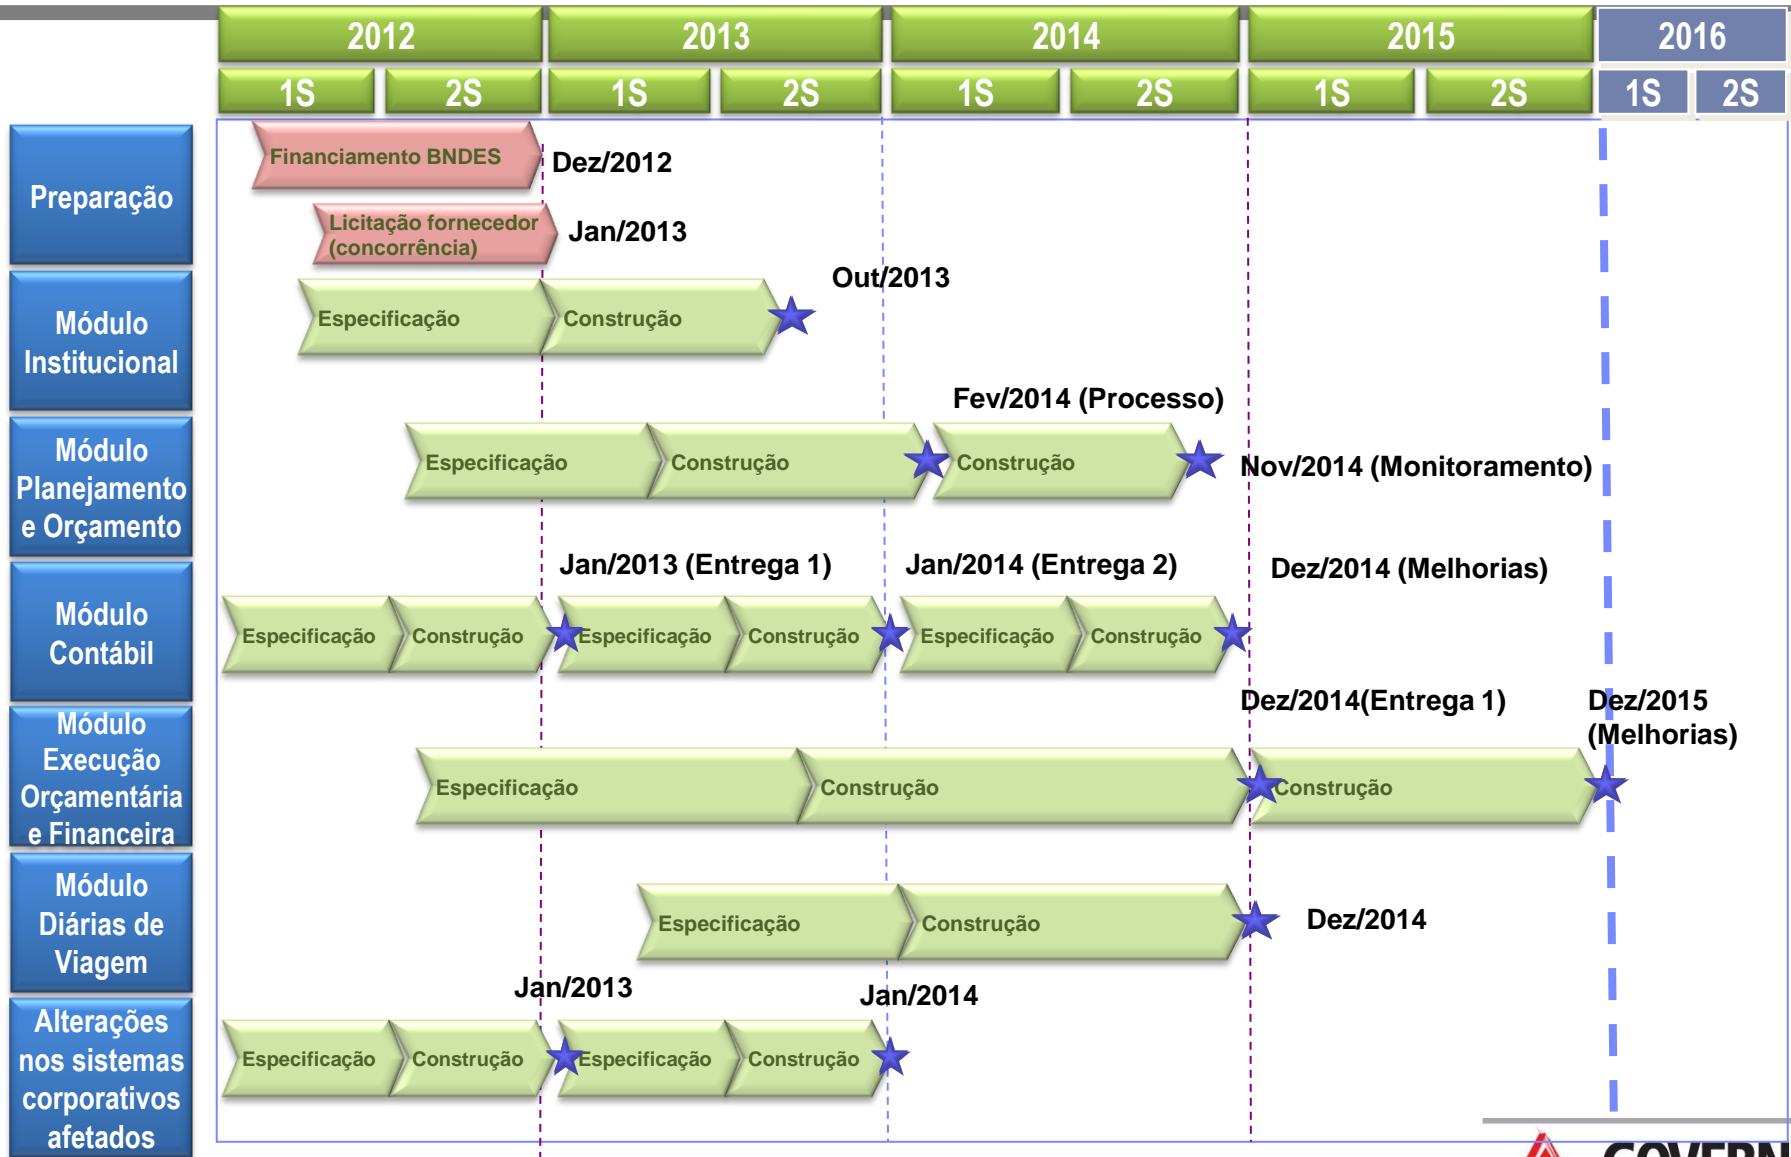 2012
2013
2014
2015
2016
1S
2S
1S
2S
1S
2S
1S
2S
1S
2S
Preparação
Financiamento BNDES
Dez/2012
Licitação fornecedor
(concorrência)
Jan/2013
Módulo
Institucional
Especificação
Construção
Out/2013
Módulo
Planejamento
e Orçamento
Especificação
Construção
Fev/2014 (Processo)
Construção
Nov/2014 (Monitoramento)
Módulo
Contábil
Jan/2013 (Entrega 1)
Jan/2014 (Entrega 2)
Dez/2014 (Melhorias)
Especificação
Construção
Especificação
Construção
Especificação
Construção
Módulo
Execução
Orçamentária
e Financeira
Dez/2014(Entrega 1)
Dez/2015
(Melhorias)
Especificação
Construção
Construção
Módulo
Diárias de
Viagem
Especificação
Construção
Dez/2014
Alterações
nos sistemas
corporativos
afetados
Jan/2013
Jan/2014
Especificação
Construção
Especificação
Construção